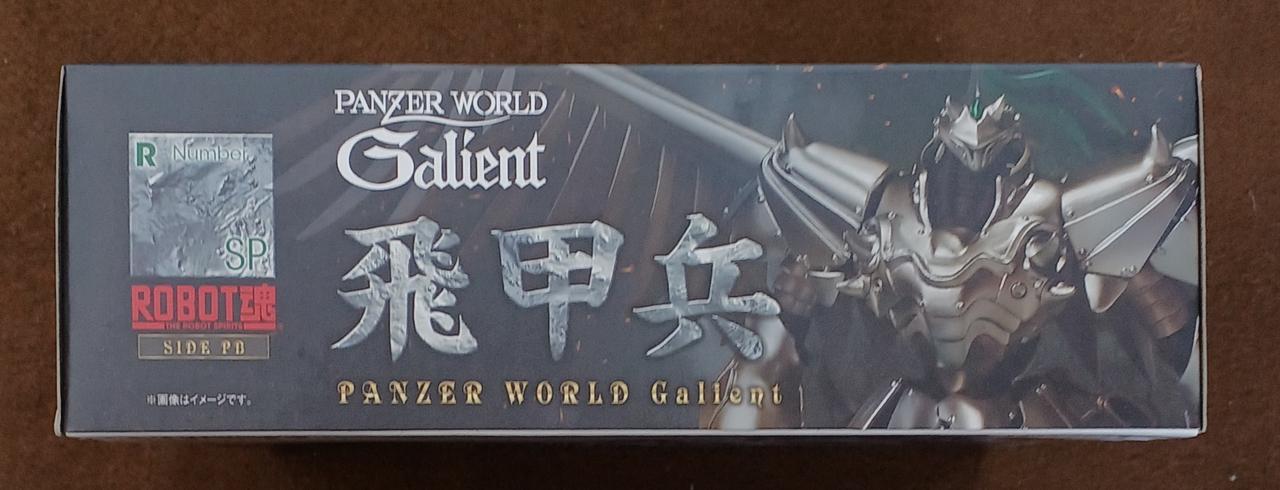 PANZER WORLD
Galient
R Number
SP
ROBOT魂
THE ROBOT SPIRITS
SIDE PB
※画像はイメージです。
飛甲兵
PANZER WORLD Galient